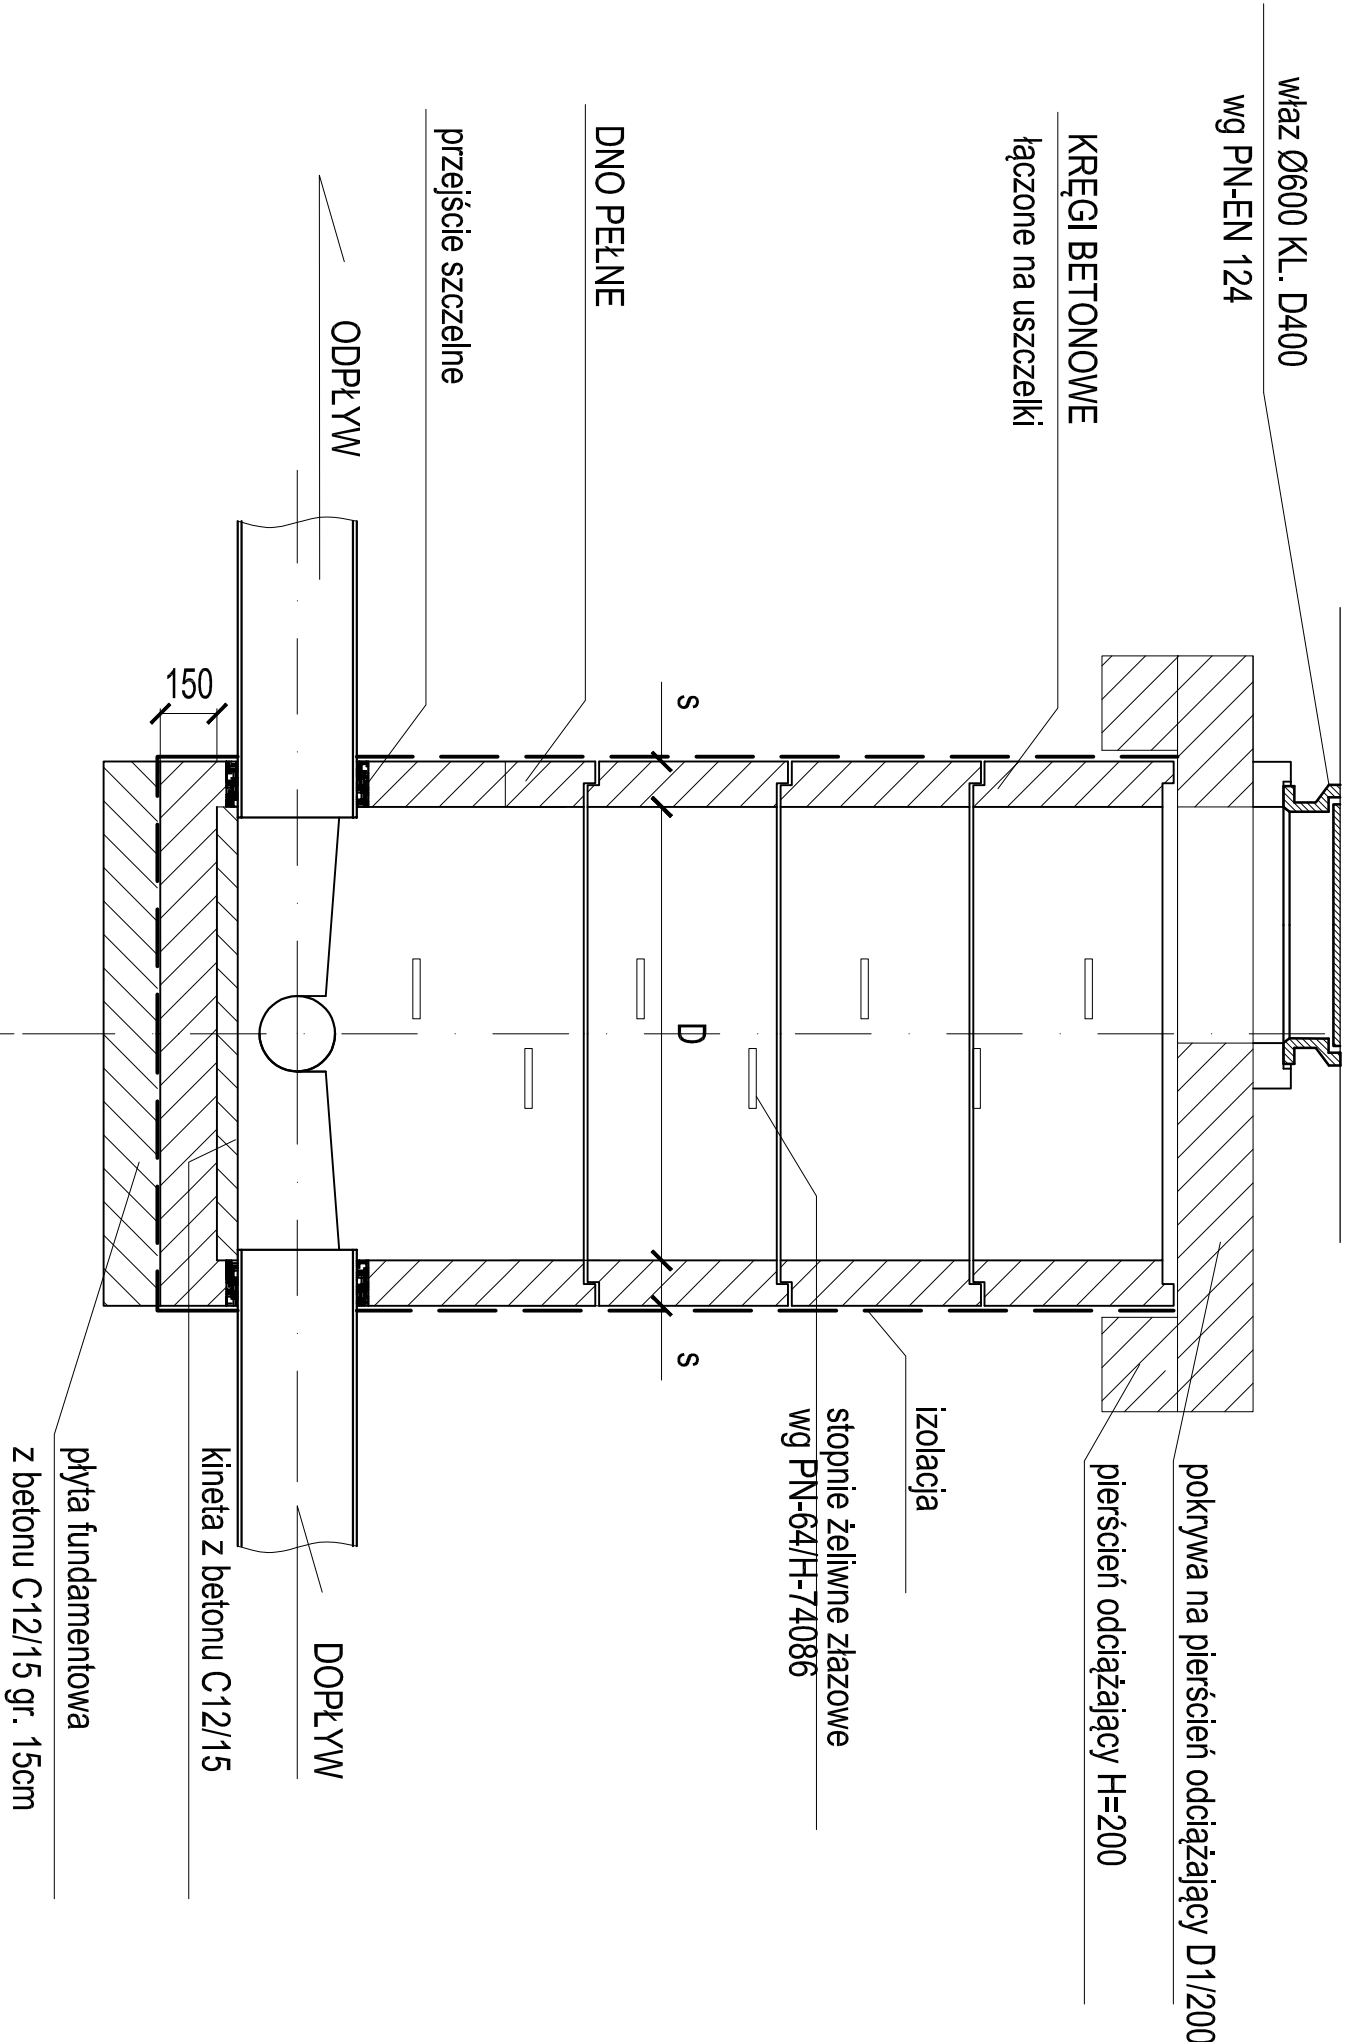 właz Ø600 KL. D400
wg PN-EN 124
KRĘGI BETONOWE
łączone na uszczelki
DNO PEŁNE
przejście szczelne
ODPŁYW
150
s
D
s
pokrywa na pierścień odciążający D1/200
pierścień odciążający H=200
izolacja
stopnie żeliwne złazowe
wg PN-64/H-74086
DOPŁYW
kineta z betonu C12/15
płyta fundamentowa
z betonu C12/15 gr. 15cm